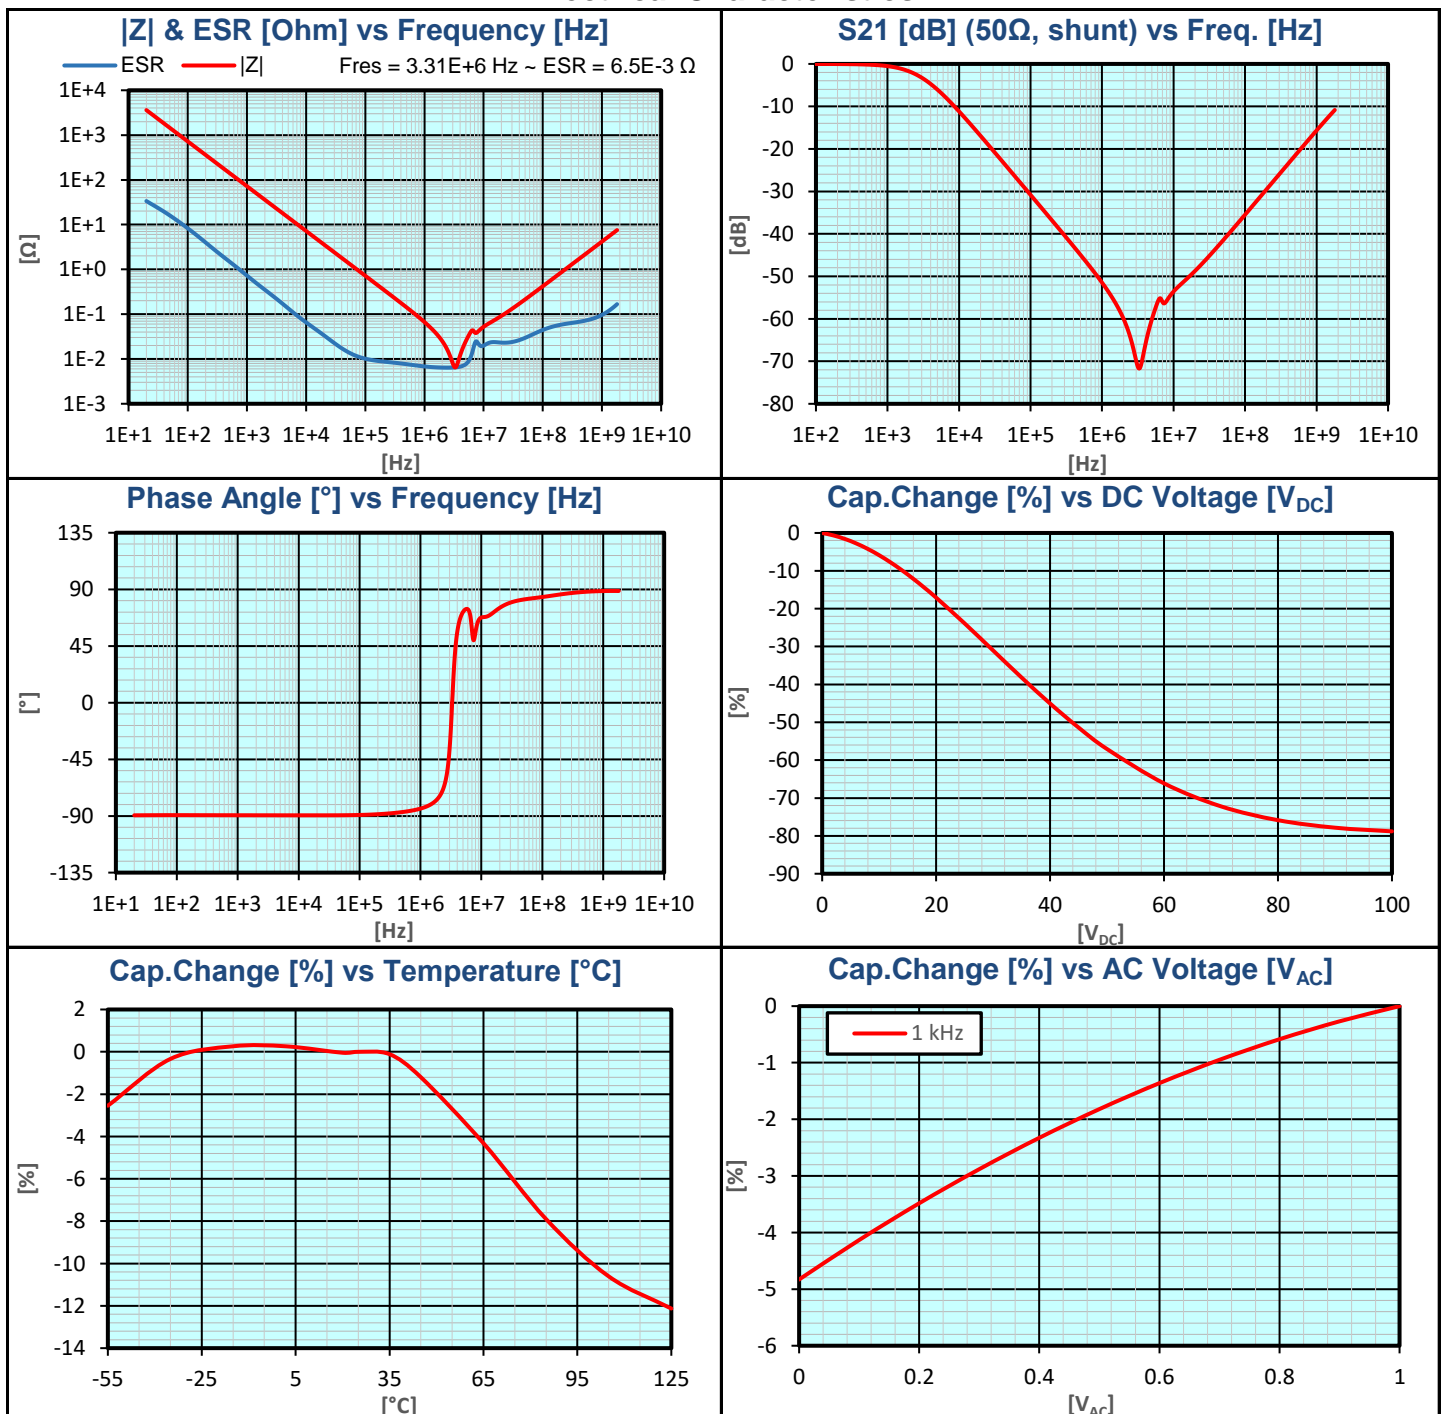 |Z| & ESR [Ohm] vs Frequency [Hz]
ESR |Z| Fres = 3.31E+6 Hz ~ ESR = 6.5E-3 Ω
1E+4
1E+3
1E+2
1E+1
1E+0
1E-1
1E-2
1E-3
[Ω]
1E+1 1E+2 1E+3 1E+4 1E+5 1E+6 1E+7 1E+8 1E+9 1E+10
[Hz]
S21 [dB] (50Ω, shunt) vs Freq. [Hz]
0
-10
-20
-30
-40
-50
-60
-70
-80
[dB]
1E+2 1E+3 1E+4 1E+5 1E+6 1E+7 1E+8 1E+9 1E+10
[Hz]
Phase Angle [°] vs Frequency [Hz]
135
90
45
0
-45
-90
-135
[°]
1E+1 1E+2 1E+3 1E+4 1E+5 1E+6 1E+7 1E+8 1E+9 1E+10
[Hz]
Cap.Change [%] vs DC Voltage [VDC]
0
-10
-20
-30
-40
-50
-60
-70
-80
-90
[%]
0 20 40 60 80 100
[VDC]
Cap.Change [%] vs Temperature [°C]
2
0
-2
-4
-6
-8
-10
-12
-14
[%]
-55 -25 5 35 65 95 125
[°C]
Cap.Change [%] vs AC Voltage [VAC]
1 kHz
0
-1
-2
-3
-4
-5
-6
[%]
0 0.2 0.4 0.6 0.8 1
[VAC]